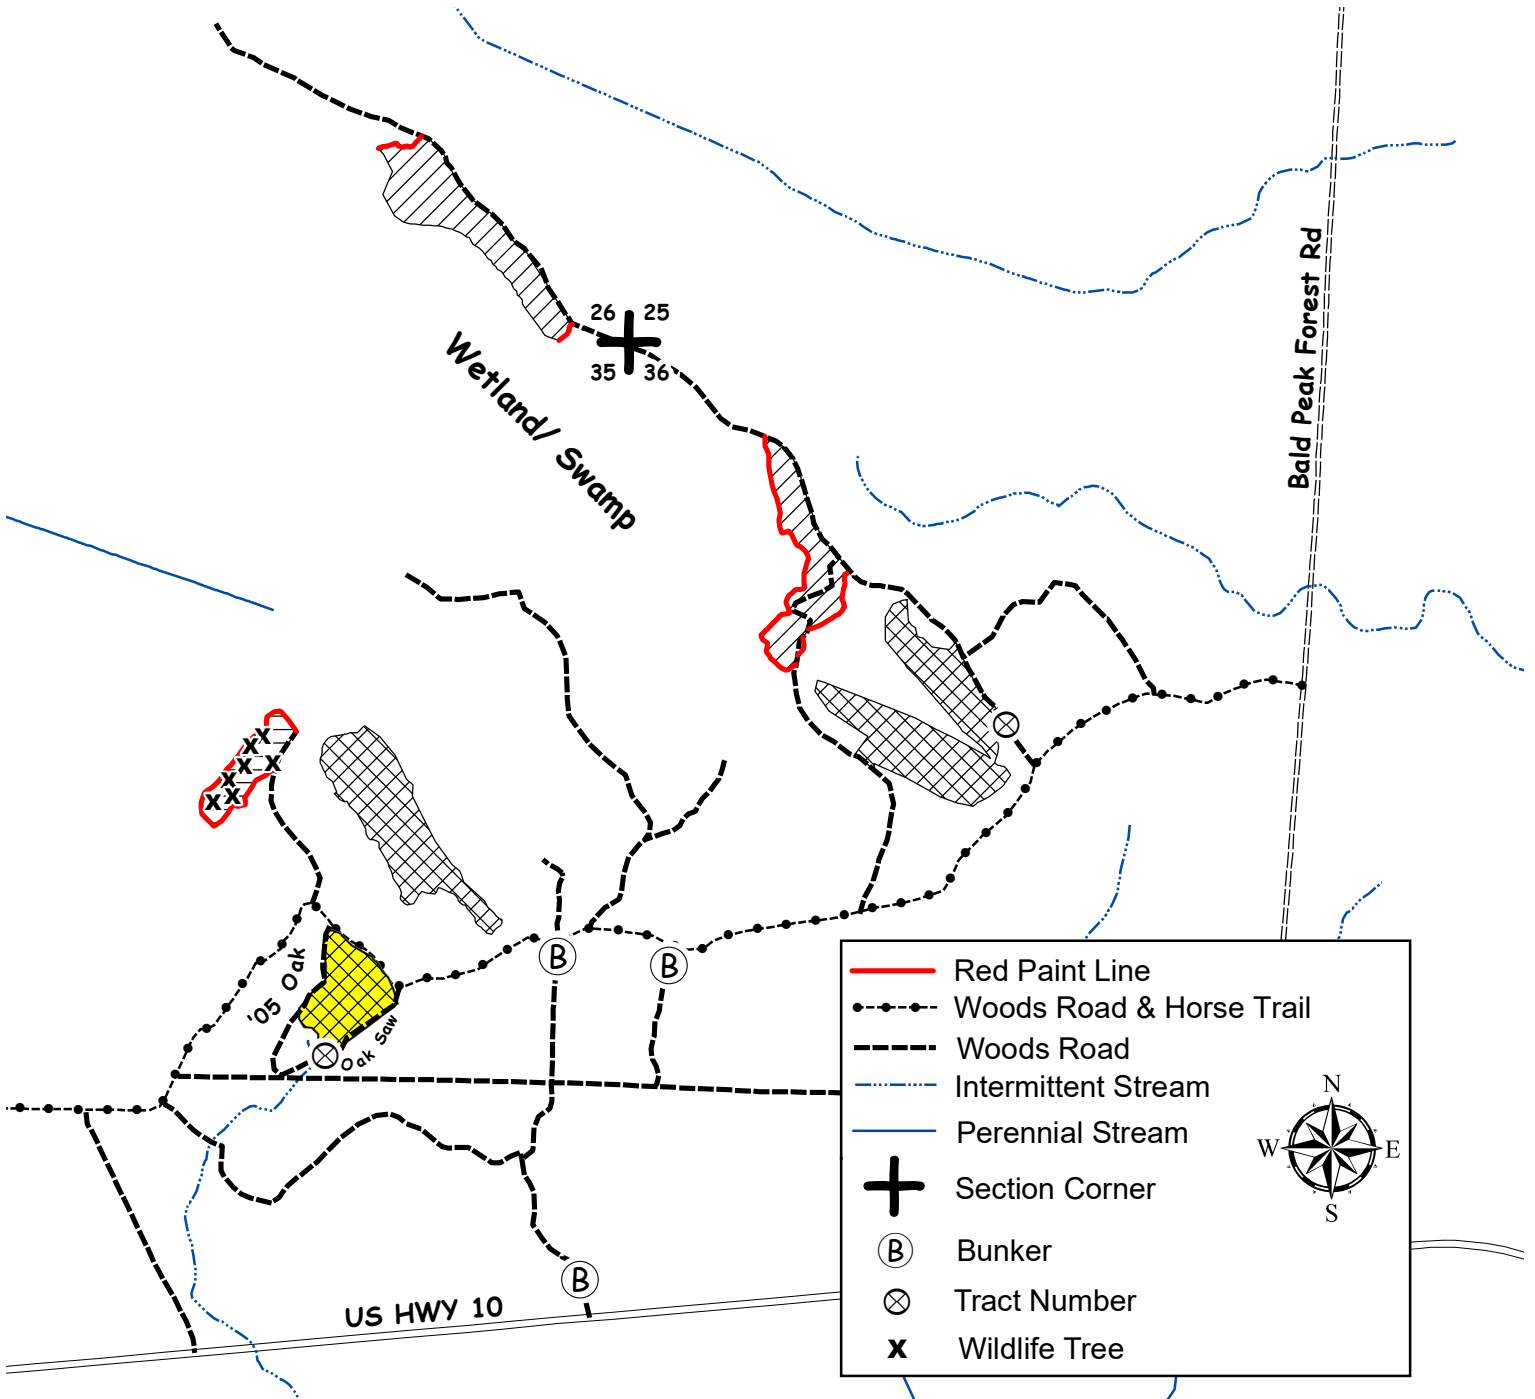 26 25
35 36
Wetland/ Swamp
Bald Peak Forest Rd
X
X
X
X
X
X
X
'05 Oak
Oak Saw
B
B
B
US HWY 10
Red Paint Line
Woods Road & Horse Trail
Woods Road
Intermittent Stream
Perennial Stream
Section Corner
B Bunker
Tract Number
X Wildlife Tree
N
W E
S